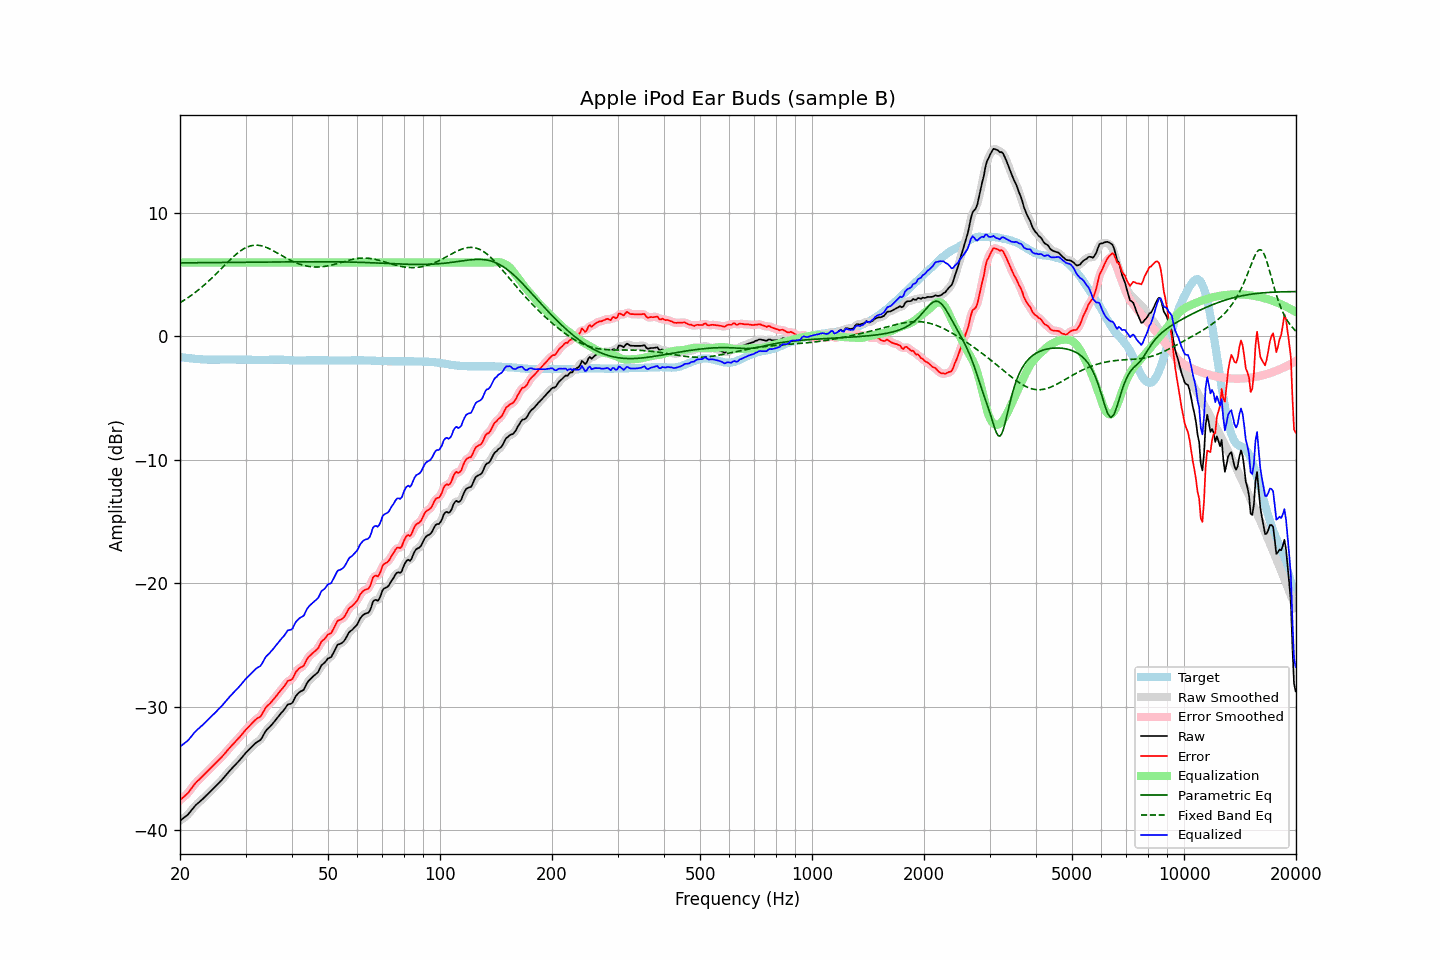 Apple iPod Ear Buds (sample B)
Amplitude (dBr)
10
0
−10
−20
−30
−40
20
50
100
200
500
1000
2000
5000
10000
20000
Frequency (Hz)
Target
Raw Smoothed
Error Smoothed
Raw
Error
Equalization
Parametric Eq
Fixed Band Eq
Equalized